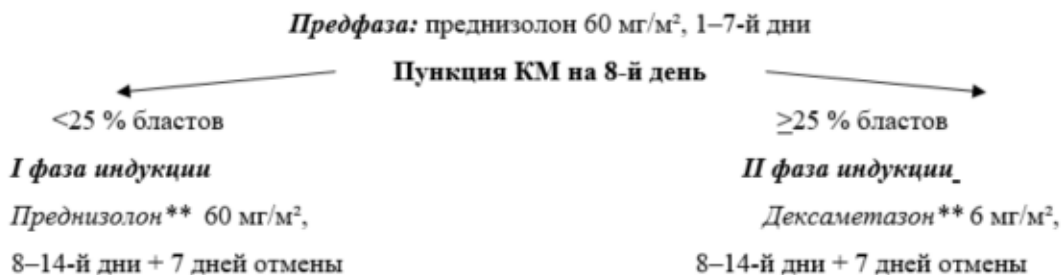 Предфаза: преднизолон 60 мг/м², 1–7-й дни
Пункция КМ на 8-й день
<25 % бластов
≥25 % бластов
I фаза индукции
II фаза индукции
Преднизолон** 60 мг/м²,
Дексаметазон** 6 мг/м²,
8–14-й дни + 7 дней отмены
8–14-й дни + 7 дней отмены